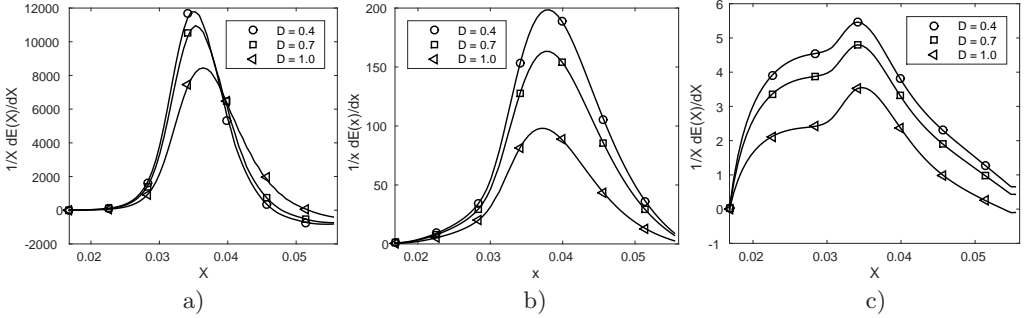 12000
10000
8000
6000
4000
2000
0
-2000
0.02 0.03 0.04 0.05
X
1/X dE(X)/dX
D = 0.4
D = 0.7
D = 1.0
a)
200
150
100
50
0
0.02 0.03 0.04 0.05
x
1/x dE(x)/dx
D = 0.4
D = 0.7
D = 1.0
b)
6
5
4
3
2
1
0
-1
0.02 0.03 0.04 0.05
X
1/X dE(X)/dX
D = 0.4
D = 0.7
D = 1.0
c)